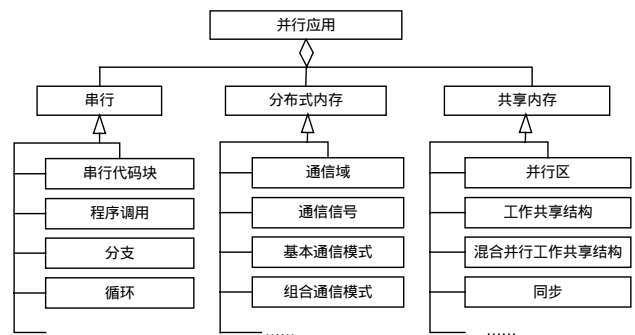 并行应用
串行
分布式内存
共享内存
串行代码块
通信域
并行区
程序调用
通信信号
工作共享结构
分支
基本通信模式
混合并行工作共享结构
循环
组合通信模式
同步
......
......